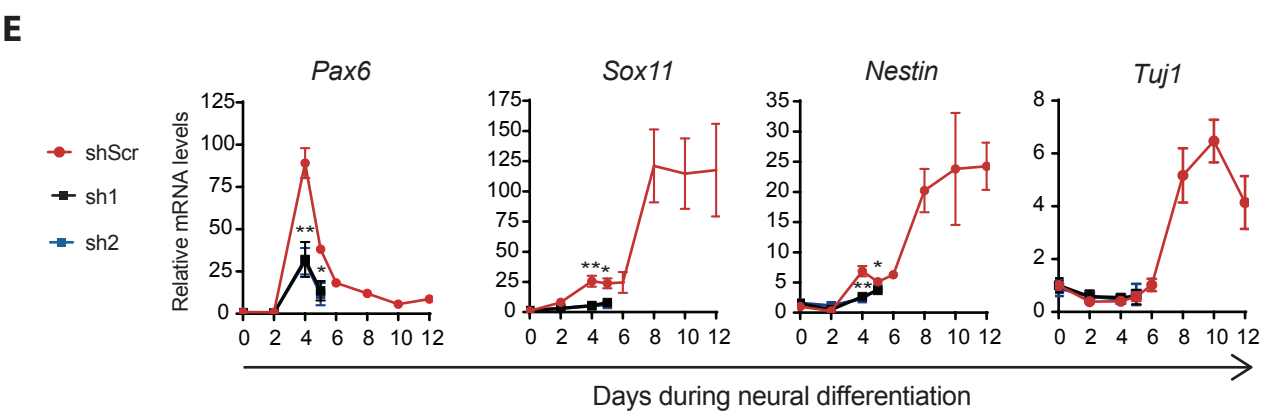 E
Pax6 Sox11 Nestin Tuj1
shScr
sh1
sh2
Relative mRNA levels
125
100
75
50
25
0
** *
0 2 4 6 8 10 12
175
150
125
100
75
50
25
0
** *
0 2 4 6 8 10 12
35
30
25
20
15
10
5
0
** *
0 2 4 6 8 10 12
8
6
4
2
0
0 2 4 6 8 10 12
Days during neural differentiation